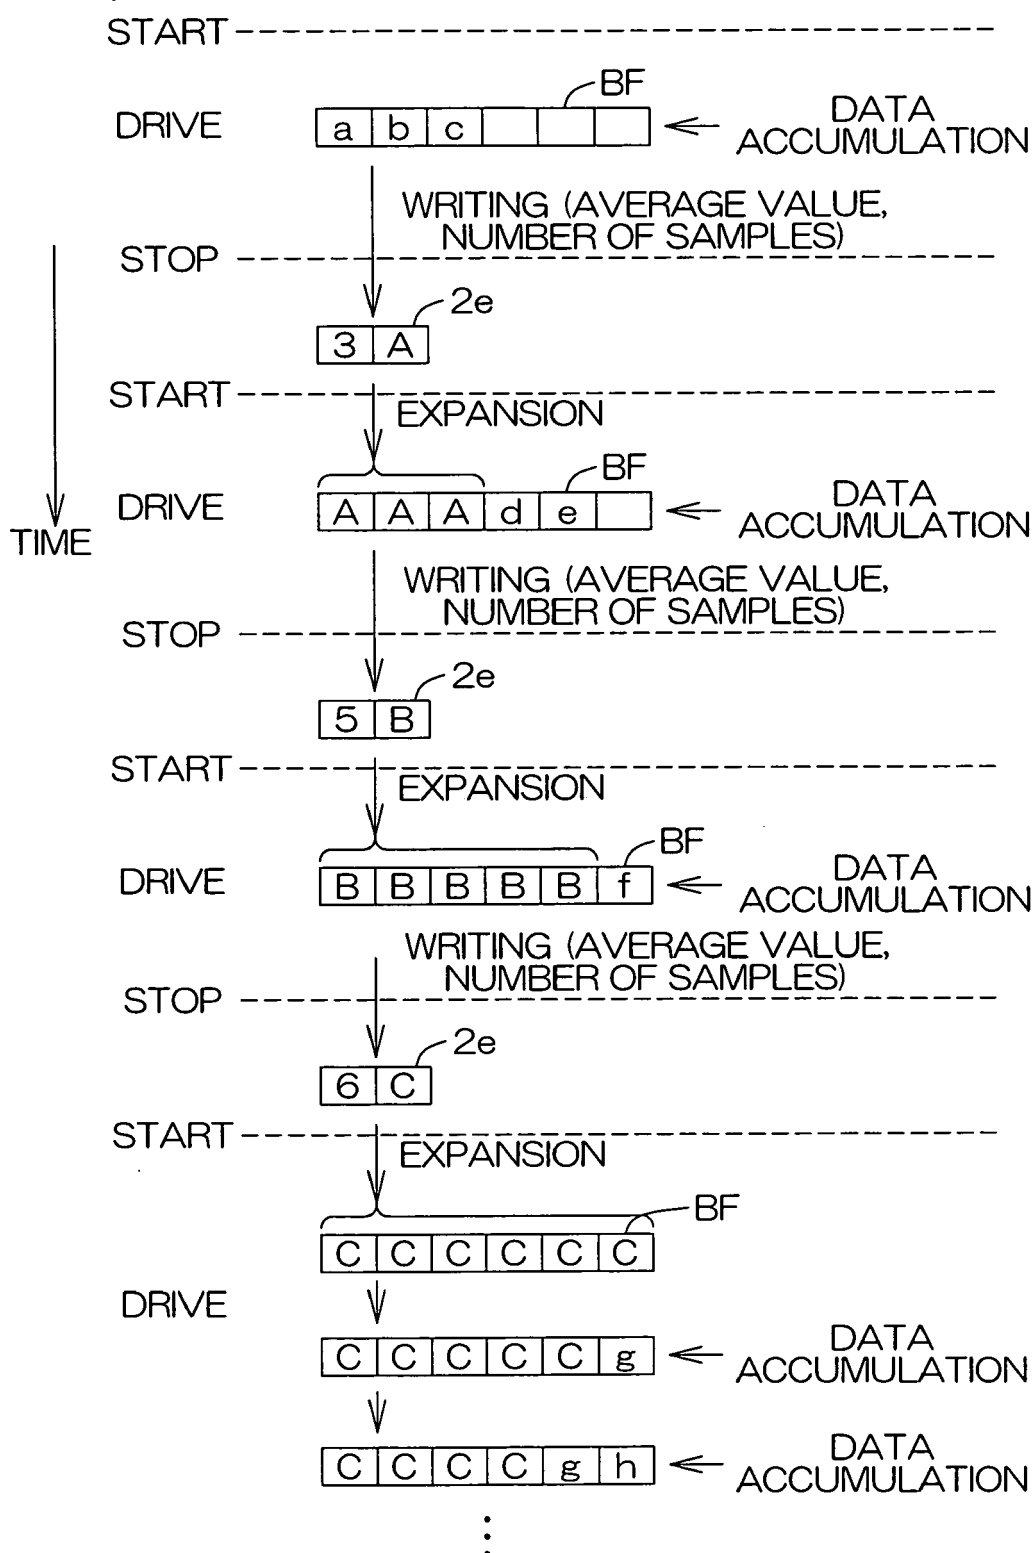 START
BF
DRIVE a b c DATA
ACCUMULATION
WRITING (AVERAGE VALUE,
NUMBER OF SAMPLES)
STOP
2e
3 A
START
EXPANSION
BF
DRIVE A A A d e DATA
ACCUMULATION
TIME
WRITING (AVERAGE VALUE,
NUMBER OF SAMPLES)
STOP
2e
5 B
START
EXPANSION
BF
DRIVE B B B B B f DATA
ACCUMULATION
WRITING (AVERAGE VALUE,
NUMBER OF SAMPLES)
STOP
2e
6 C
START
EXPANSION
BF
C C C C C C
DRIVE
C C C C C g DATA
ACCUMULATION
C C C C g h DATA
ACCUMULATION